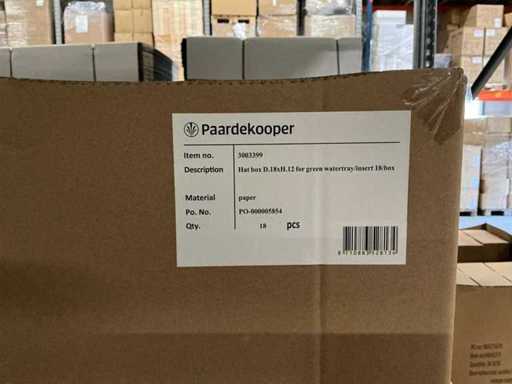 Paardekooper
Item no. 3003399
Description Hat box D.18xH.12 for green watertray/insert 18/box
Material paper
Po. No. PO-000005854
Qty. 18 pcs